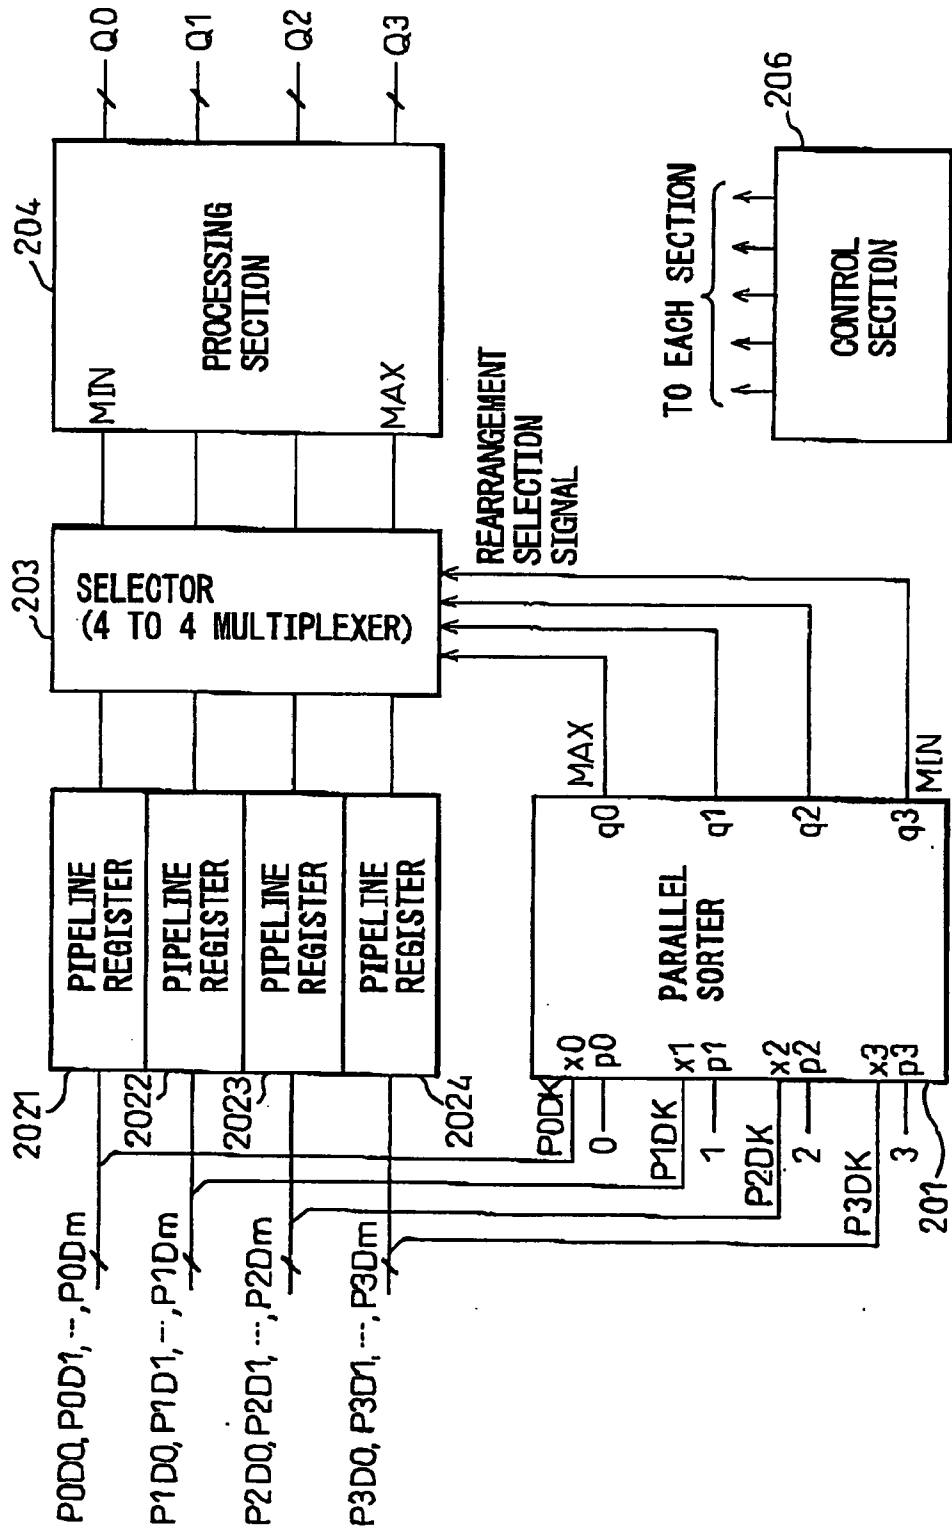 P0D0, P0D1, ---, P0Dm
P1D0, P1D1, ---, P1Dm
P2D0, P2D1, ---, P2Dm
P3D0, P3D1, ---, P3Dm
2021
2022
2023
2024
PIPELINE
REGISTER
PIPELINE
REGISTER
PIPELINE
REGISTER
PIPELINE
REGISTER
203
SELECTOR
(4 TO 4 MULTIPLEXER)
204
MIN
MAX
PROCESSING
SECTION
Q0
Q1
Q2
Q3
REARRANGEMENT
SELECTION
SIGNAL
P0DK
0
P1DK
1
P2DK
2
P3DK
3
x0
p0
x1
p1
x2
p2
x3
p3
201
PARALLEL
SORTER
q0
q1
q2
q3
MAX
MIN
TO EACH SECTION
CONTROL
SECTION
206